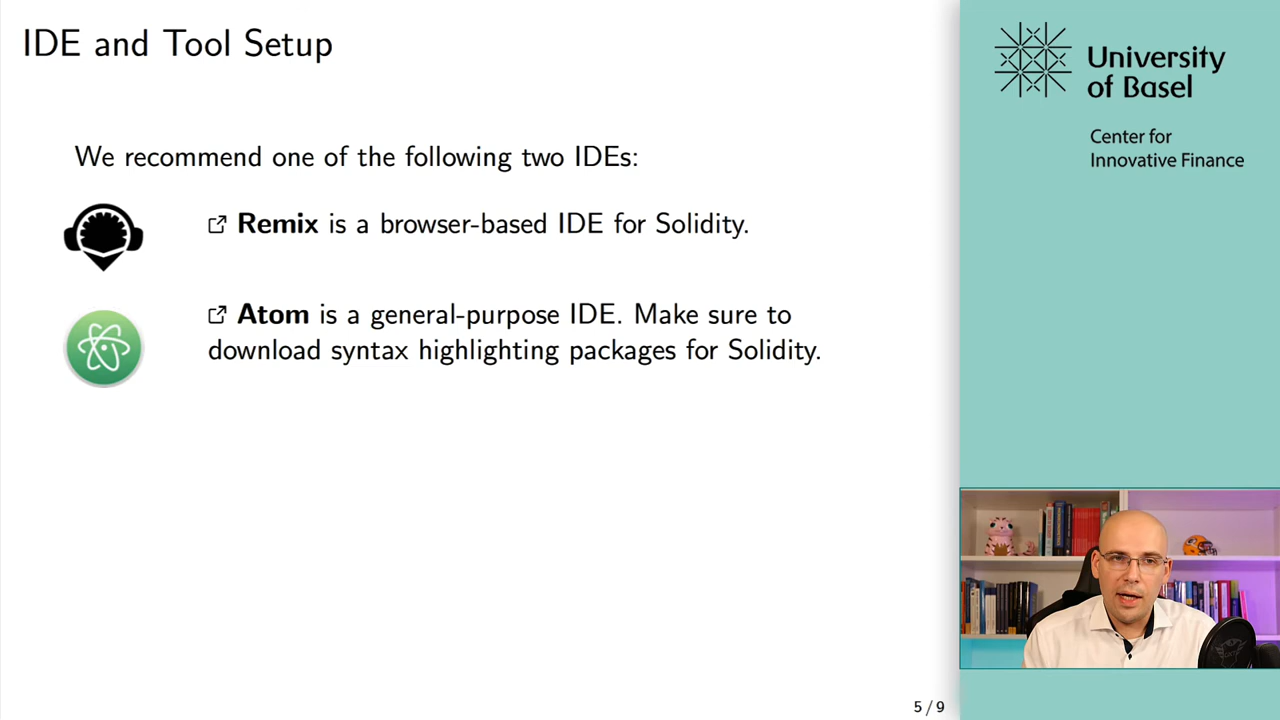 IDE and Tool Setup
We recommend one of the following two IDEs:
Remix is a browser-based IDE for Solidity.
Atom is a general-purpose IDE. Make sure to
download syntax highlighting packages for Solidity.
5 / 9
University
of Basel
Center for
Innovative Finance